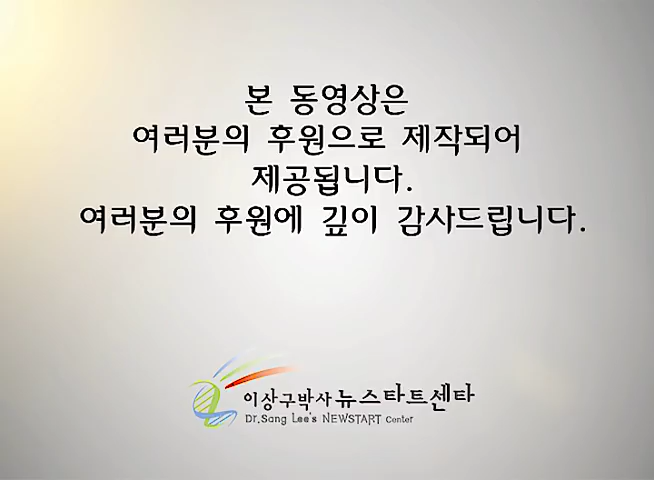 본 동영상은
여러분의 후원으로 제작되어
제공됩니다.
여러분의 후원에 깊이 감사드립니다.
이상구박사 뉴스타트센타
Dr.Sang Lee's NEWSTART Center